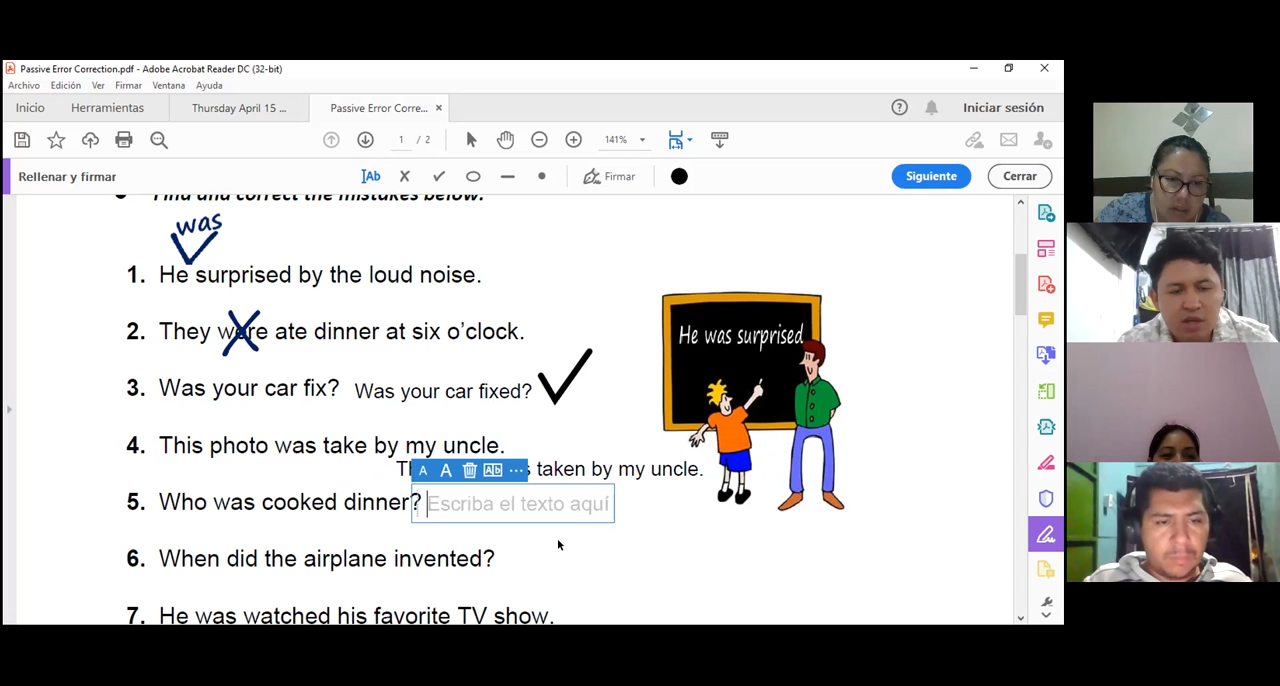 Passive Error Correction.pdf - Adobe Acrobat Reader DC (32-bit)
Archivo Edición Ver Firmar Ventana Ayuda
Inicio Herramientas Thursday April 15 ... Passive Error Corre... × Iniciar sesión
1 / 2 141%
Rellenar y firmar Ab Firmar Siguiente Cerrar
Find and correct the mistakes below.
was
1. He surprised by the loud noise.
2. They were ate dinner at six o'clock.
He was surprised
3. Was your car fix? Was your car fixed?
4. This photo was take by my uncle.
taken by my uncle.
A A Ab ...
5. Who was cooked dinner? Escriba el texto aquí
6. When did the airplane invented?
7. He was watched his favorite TV show.